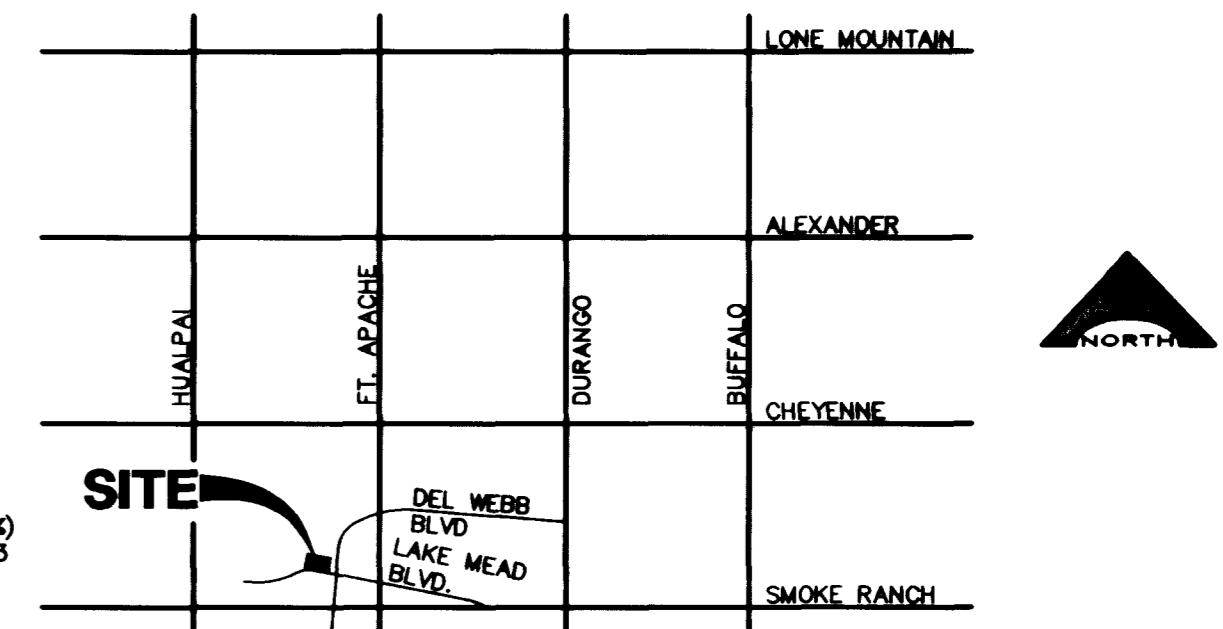 LONE MOUNTAIN
ALEXANDER
HUALPAI
FT. APACHE
DURANGO
BUFFALO
NORTH
CHEYENNE
SITE
DEL WEBB
BLVD
LAKE MEAD
BLVD.
SMOKE RANCH